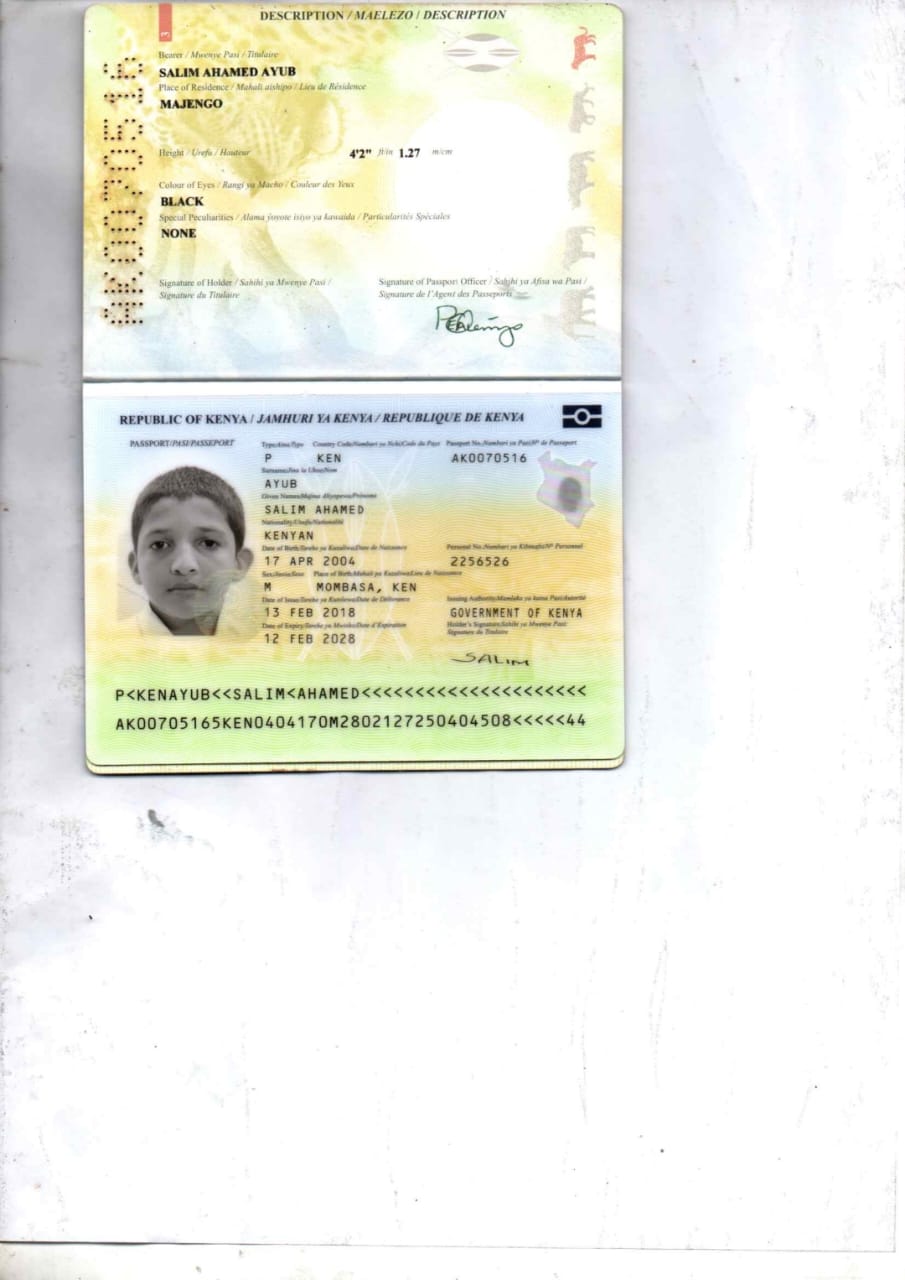 DESCRIPTION / MAELEZO / DESCRIPTION
3
AK0070516
Bearer / Mwenye Pasi / Titulaire
SALIM AHAMED AYUB
Place of Residence / Mahali aishipo / Lieu de Résidence
MAJENGO
Height / Urefu / Hauteur 4'2" ft/in 1.27 m/cm
Colour of Eyes / Rangi ya Macho / Couleur des Yeux
BLACK
Special Peculiarities / Alama yoyote isiyo ya kawaida / Particularités Spéciales
NONE
Signature of Holder / Sahihi ya Mwenye Pasi / Signature of Passport Officer / Sahihi ya Afisa wa Pasi /
Signature du Titulaire Signature de l'Agent des Passeports
REPUBLIC OF KENYA / JAMHURI YA KENYA / REPUBLIQUE DE KENYA
PASSPORT/PASI/PASSEPORT Type/Aina/Type Country Code/Nambari ya Nchi/Code du Pays Passport No./Nambari ya Pasi/Nº de Passeport
P KEN AK0070516
Surname/Jina la Ukoo/Nom
AYUB
Given Names/Majina Aliyopewa/Prénoms
SALIM AHAMED
Nationality/Uraifa/Nationalité
KENYAN
Date of Birth/Tarehe ya Kuzaliwa/Date de Naissance Personal No./Nambari ya Kibinafsi/Nº Personnel
17 APR 2004 2256526
Sex/Jinsia/Sexe Place of Birth/Mahali pa Kuzaliwa/Lieu de Naissance
M MOMBASA, KEN
Date of Issue/Tarehe ya Kutolewa/Date de Délivrance Issuing Authority/Mamlaka ya kutoa Pasi/Autorité
13 FEB 2018 GOVERNMENT OF KENYA
Date of Expiry/Tarehe ya Mwisho/Date d'Expiration Holder's Signature/Sahihi ya Mwenye Pasi/
Signature du Titulaire
12 FEB 2028
SALIM
P<KENAYUB<<SALIM<AHAMED<<<<<<<<<<<<<<<<<<<<<
AK00705165KEN0404170M2802127250404508<<<<<44